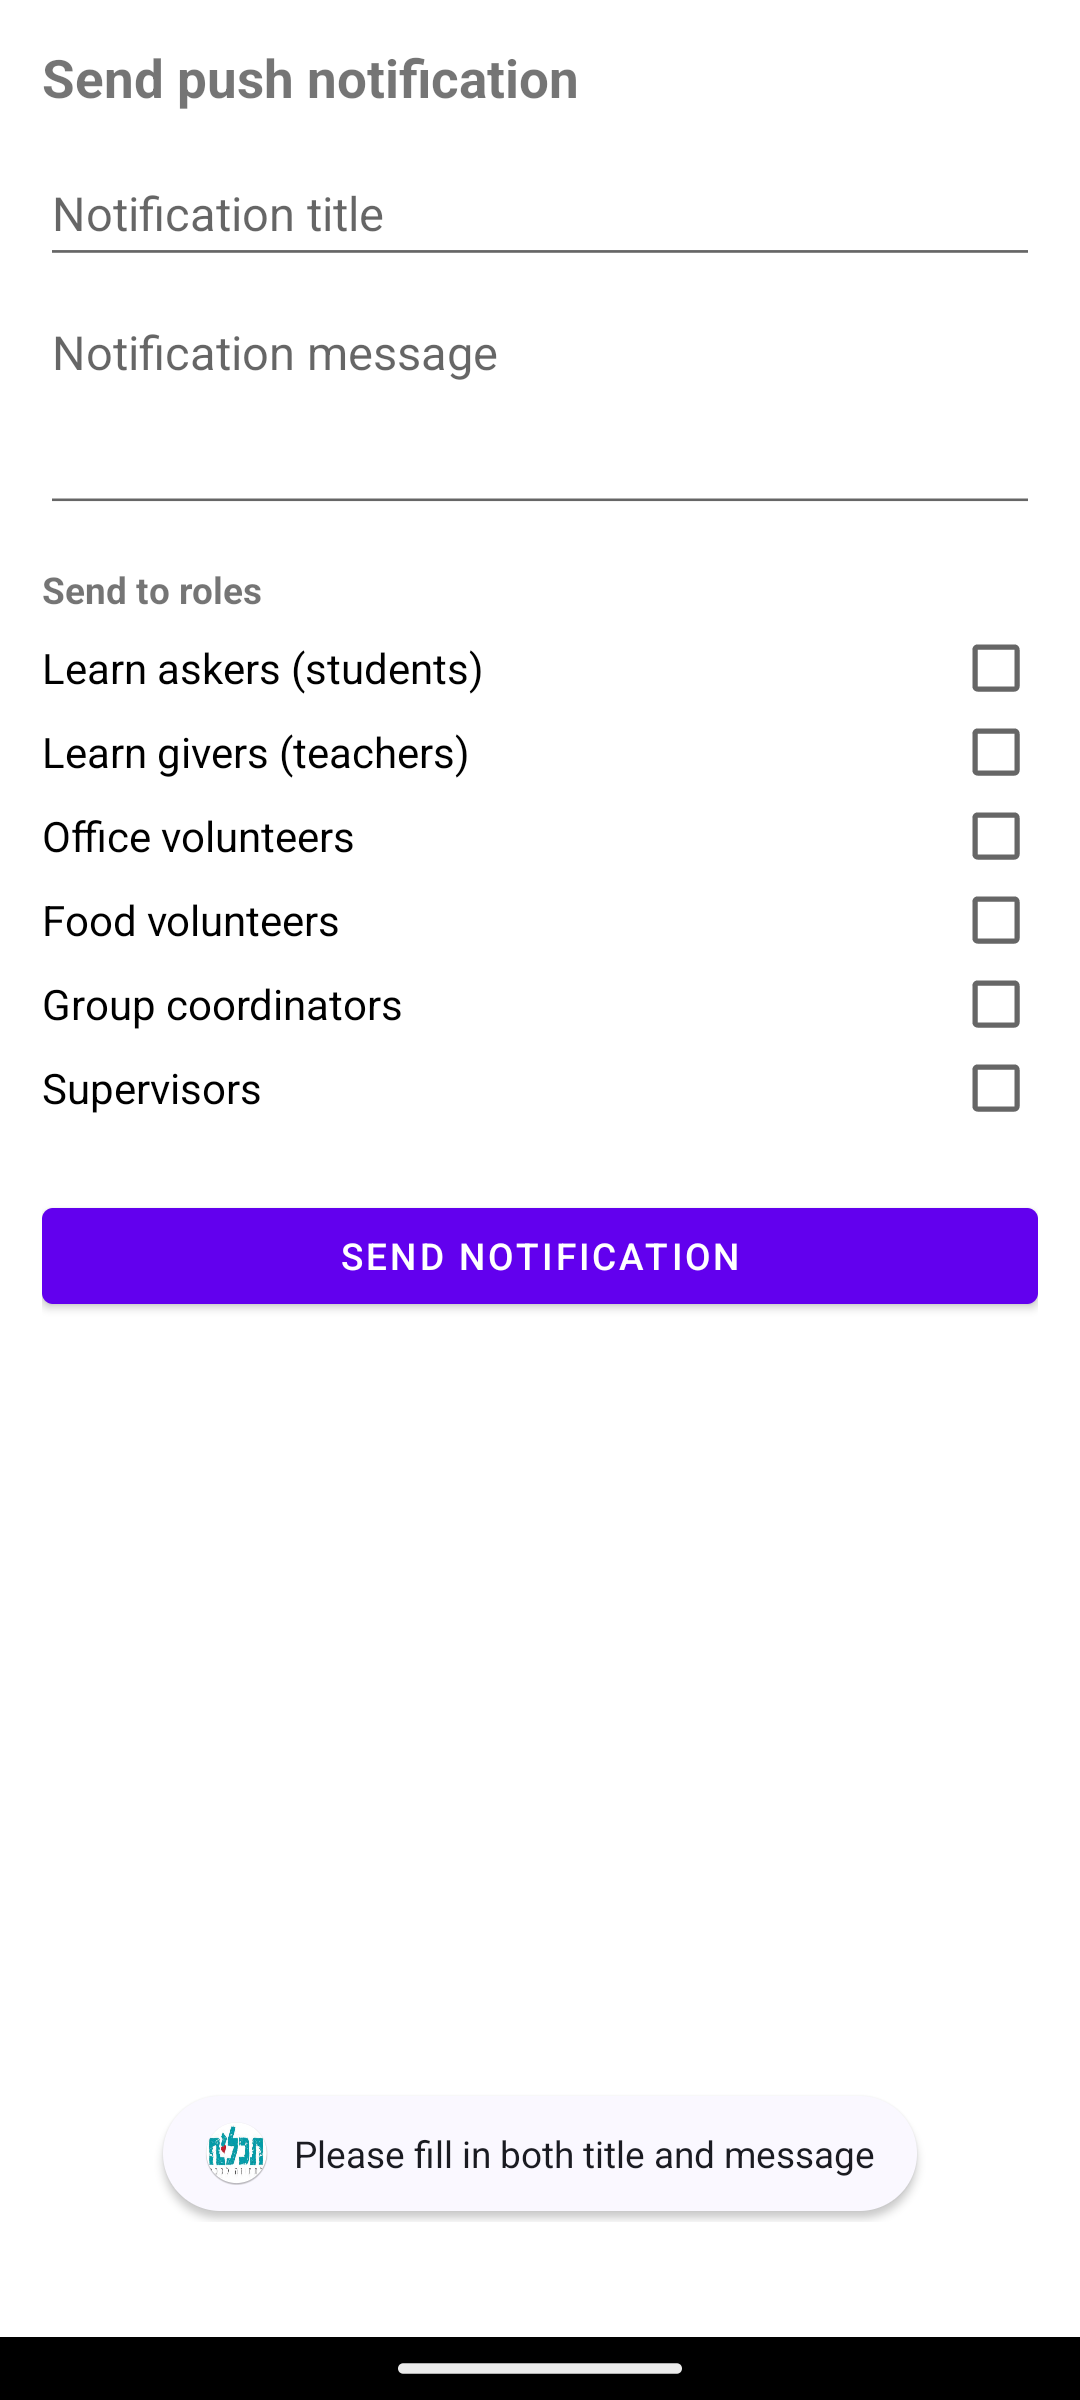 Send push notification
Notification title
Notification message
Send to roles
Learn askers (students)
Learn givers (teachers)
Office volunteers
Food volunteers
Group coordinators
Supervisors
SEND NOTIFICATION
תכלית
Please fill in both title and message